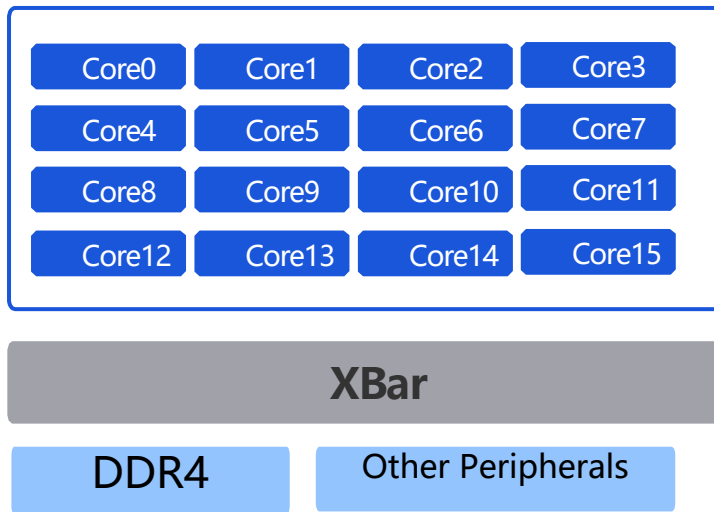 Core0 Core1 Core2 Core3
Core4 Core5 Core6 Core7
Core8 Core9 Core10 Core11
Core12 Core13 Core14 Core15
XBar
DDR4 Other Peripherals